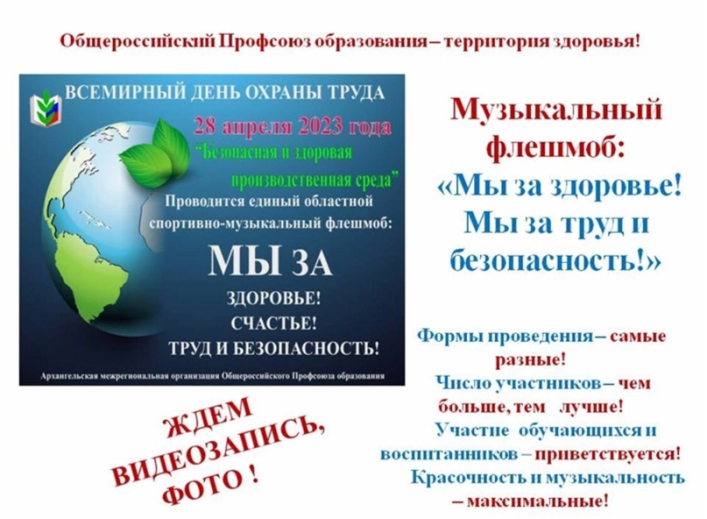 Общероссийский Профсоюз образования – территория здоровья!
ВСЕМИРНЫЙ ДЕНЬ ОХРАНЫ ТРУДА
28 апреля 2023 года
"Безопасная и здоровая
производственная среда"
Проводится единый областной
спортивно-музыкальный флешмоб:
МЫ ЗА
ЗДОРОВЬЕ!
СЧАСТЬЕ!
ТРУД И БЕЗОПАСНОСТЬ!
Архангельская межрегиональная организация Общероссийского Профсоюза образования
Музыкальный
флешмоб:
«Мы за здоровье!
Мы за труд и
безопасность!»
Формы проведения – самые
разные!
Число участников – чем
больше, тем лучше!
Участие обучающихся и
воспитанников – приветствуется!
Красочность и музыкальность
– максимальные!
ЖДЕМ
ВИДЕОЗАПИСЬ,
ФОТО !